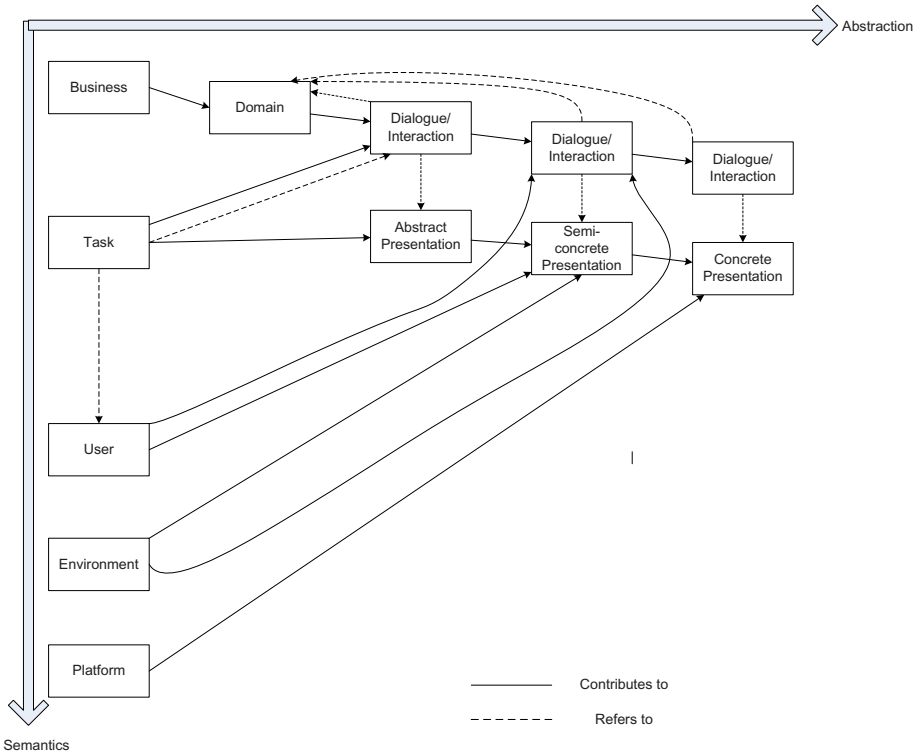 Abstraction
Business
Domain
Dialogue/
Interaction
Dialogue/
Interaction
Dialogue/
Interaction
Task
Abstract
Presentation
Semi-
concrete
Presentation
Concrete
Presentation
User
Environment
Platform
Contributes to
Refers to
Semantics